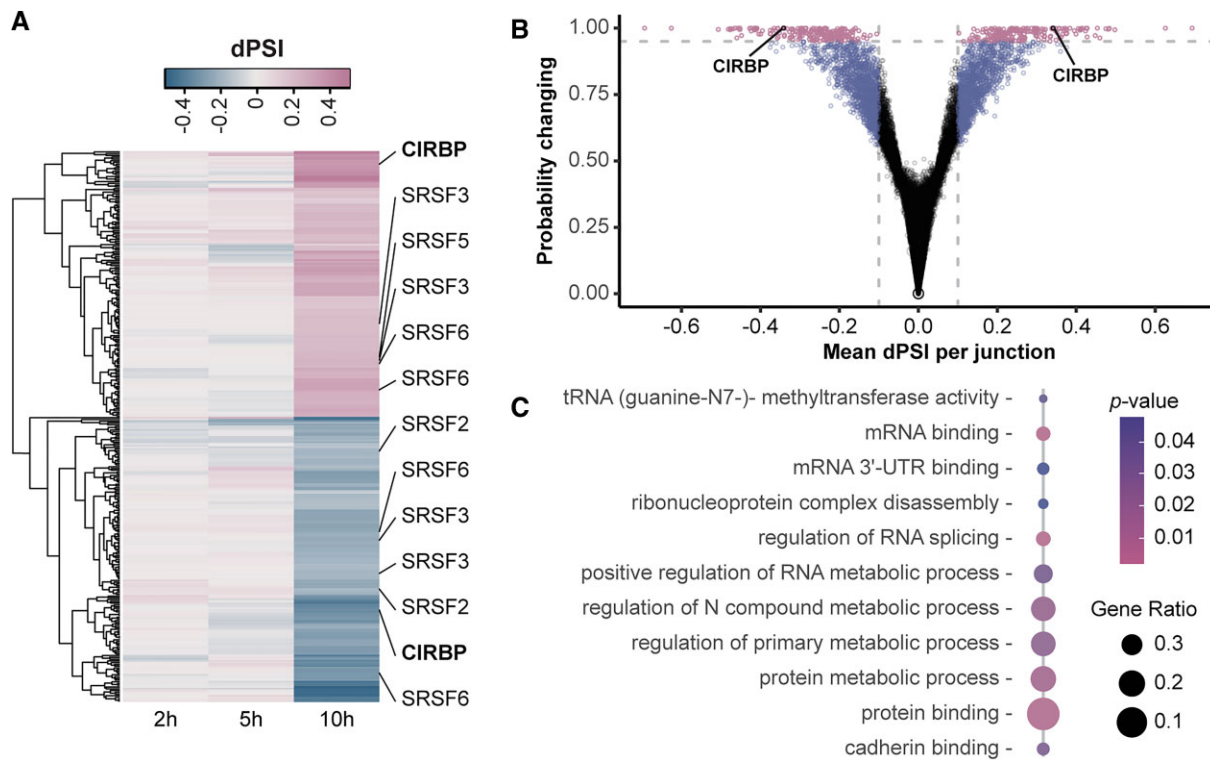 A
dPSI
-0.4
-0.2
0
0.2
0.4
CIRBP
SRSF3
SRSF5
SRSF3
SRSF6
SRSF6
SRSF2
SRSF6
SRSF3
SRSF3
SRSF2
CIRBP
SRSF6
2h 5h 10h
B
Probability changing
1.00
0.75
0.50
0.25
0.00
CIRBP
CIRBP
-0.6 -0.4 -0.2 0.0 0.2 0.4 0.6
Mean dPSI per junction
C
tRNA (guanine-N7-)- methyltransferase activity -
mRNA binding -
mRNA 3'-UTR binding -
ribonucleoprotein complex disassembly -
regulation of RNA splicing -
positive regulation of RNA metabolic process -
regulation of N compound metabolic process -
regulation of primary metabolic process -
protein metabolic process -
protein binding -
cadherin binding -
p-value
0.04
0.03
0.02
0.01
Gene Ratio
0.3
0.2
0.1